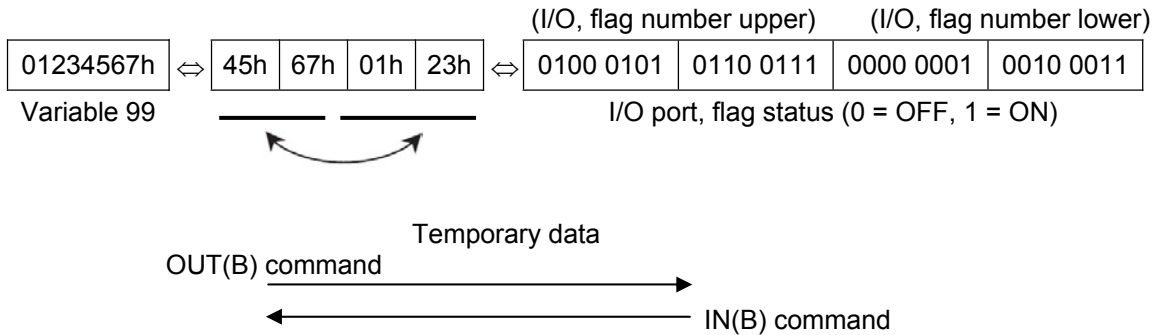 (I/O, flag number upper) (I/O, flag number lower)
01234567h ⇔ 45h 67h 01h 23h ⇔ 0100 0101 0110 0111 0000 0001 0010 0011
Variable 99 I/O port, flag status (0 = OFF, 1 = ON)
Temporary data
OUT(B) command
IN(B) command